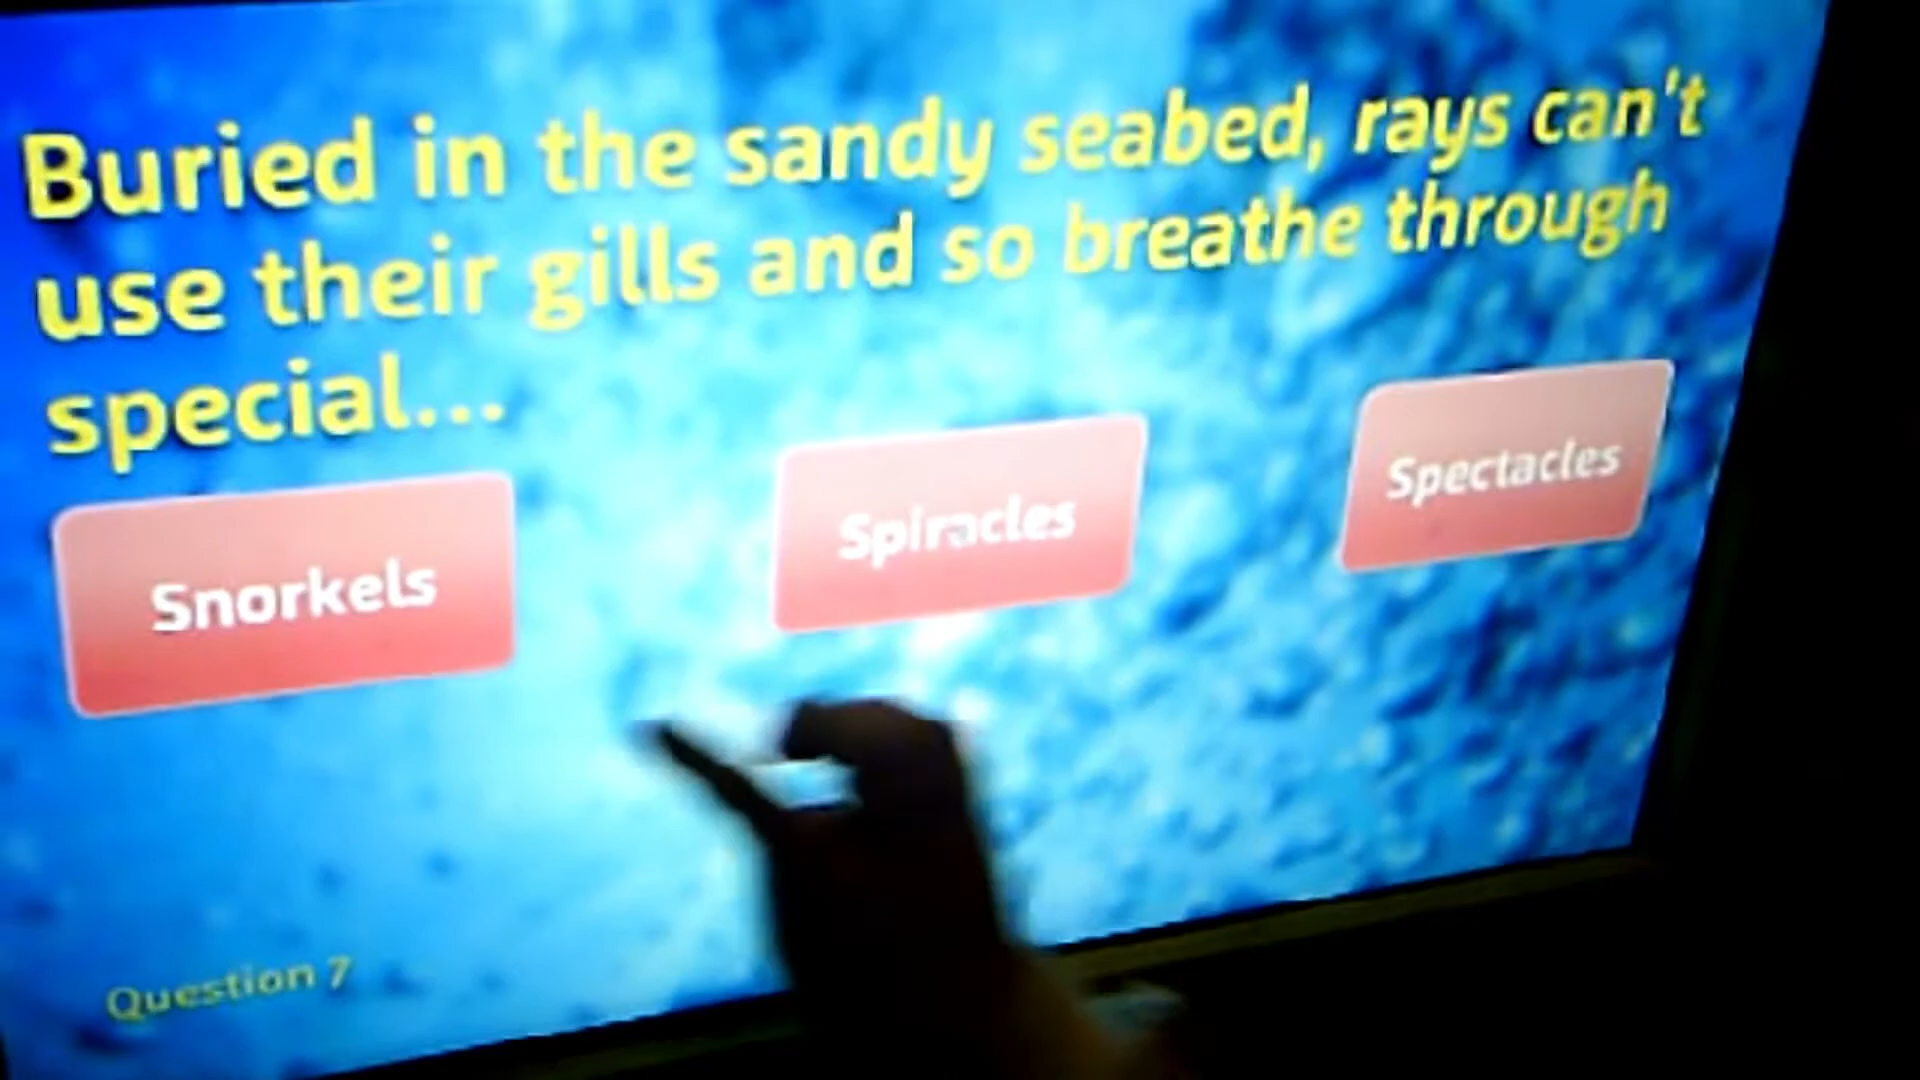 Buried in the sandy seabed, rays can't
use their gills and so breathe through
special...
Snorkels
Spiracles
Spectacles
Question 7